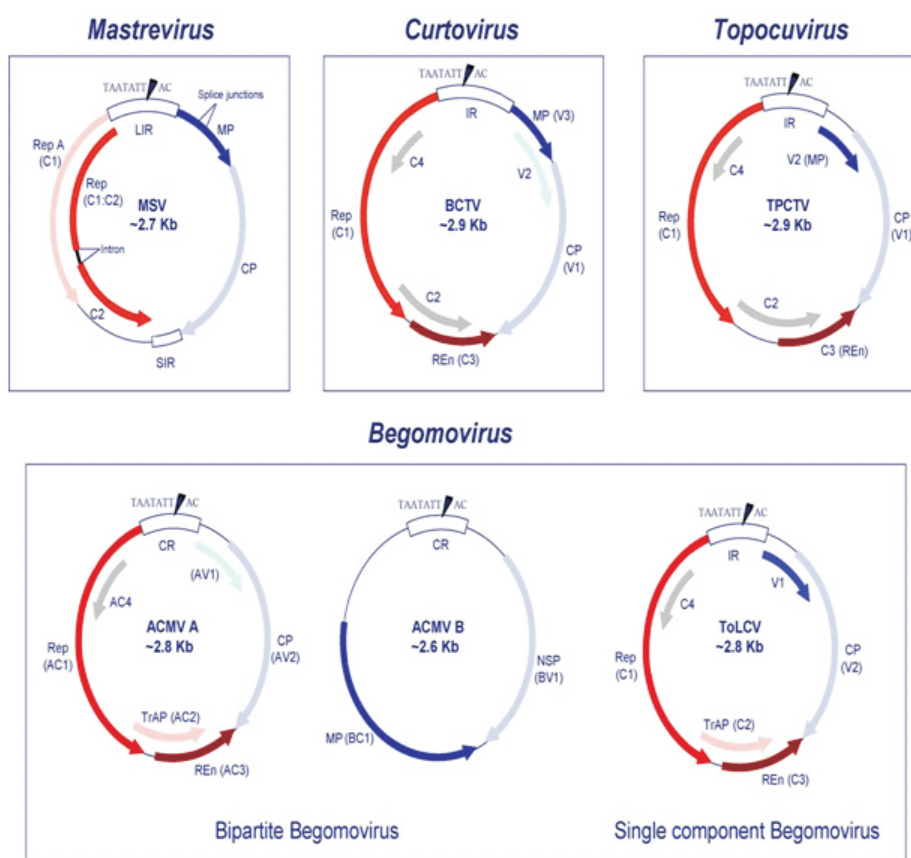 Mastrevirus
Curtovirus
Topocuvirus
TAATATT AC
LIR
Splice junctions
MP
Rep A
(C1)
Rep
(C1:C2)
MSV
~2.7 Kb
Intron
CP
C2
SIR
TAATATT AC
IR
MP (V3)
C4
V2
BCTV
~2.9 Kb
Rep
(C1)
CP
(V1)
C2
REn (C3)
TAATATT AC
IR
V2 (MP)
C4
TPCTV
~2.9 Kb
Rep
(C1)
CP
(V1)
C2
C3 (REn)
Begomovirus
TAATATT AC
CR
(AV1)
AC4
ACMV A
~2.8 Kb
Rep
(AC1)
CP
(AV2)
TrAP (AC2)
REn (AC3)
TAATATT AC
CR
ACMV B
~2.6 Kb
NSP
(BV1)
MP (BC1)
TAATATT AC
IR
V1
C4
ToLCV
~2.8 Kb
Rep
(C1)
CP
(V2)
TrAP (C2)
REn (C3)
Bipartite Begomovirus
Single component Begomovirus